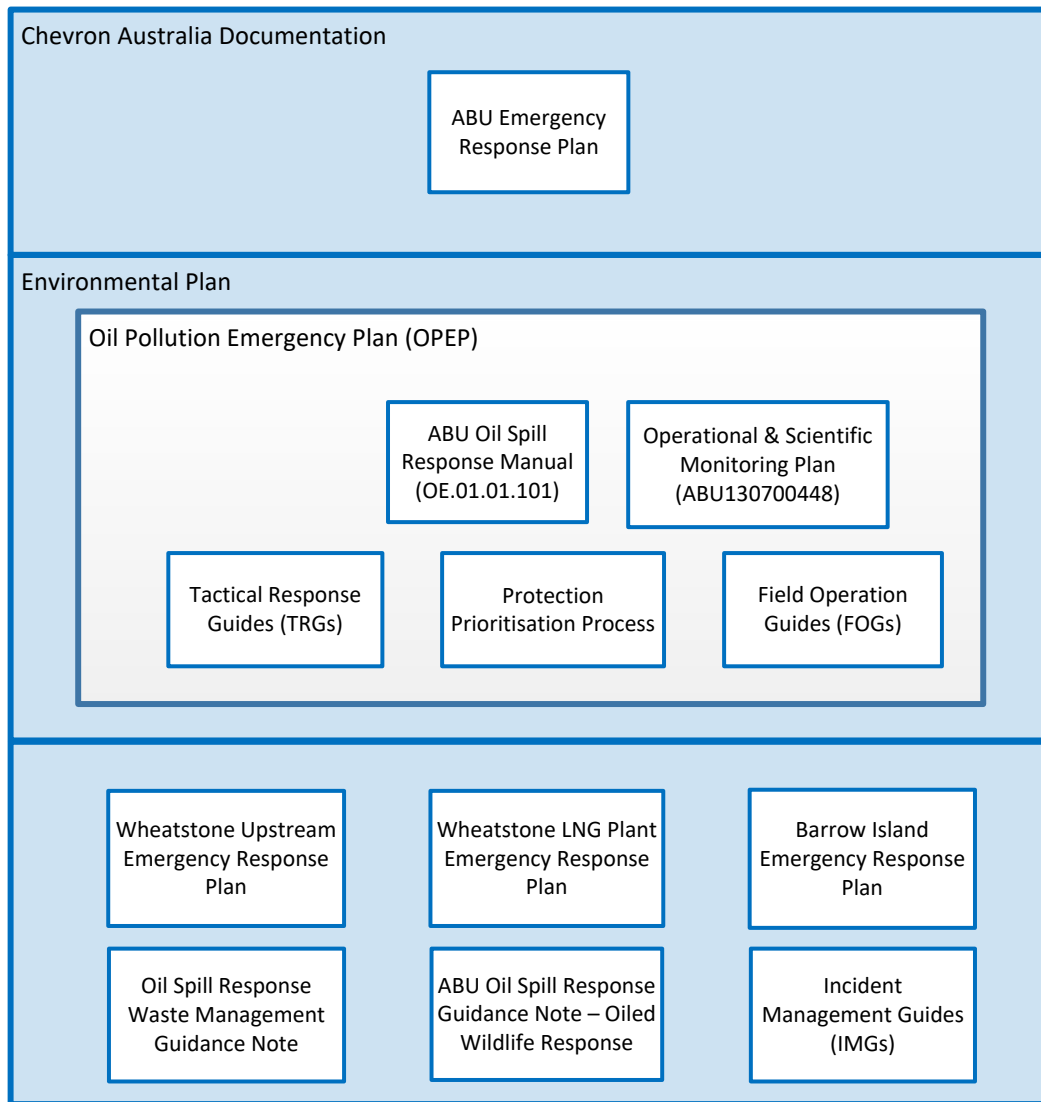 Chevron Australia Documentation
ABU Emergency
Response Plan
Environmental Plan
Oil Pollution Emergency Plan (OPEP)
ABU Oil Spill
Response Manual
(OE.01.01.101)
Operational & Scientific
Monitoring Plan
(ABU130700448)
Tactical Response
Guides (TRGs)
Protection
Prioritisation Process
Field Operation
Guides (FOGs)
Wheatstone Upstream
Emergency Response
Plan
Wheatstone LNG Plant
Emergency Response
Plan
Barrow Island
Emergency Response
Plan
Oil Spill Response
Waste Management
Guidance Note
ABU Oil Spill Response
Guidance Note – Oiled
Wildlife Response
Incident
Management Guides
(IMGs)